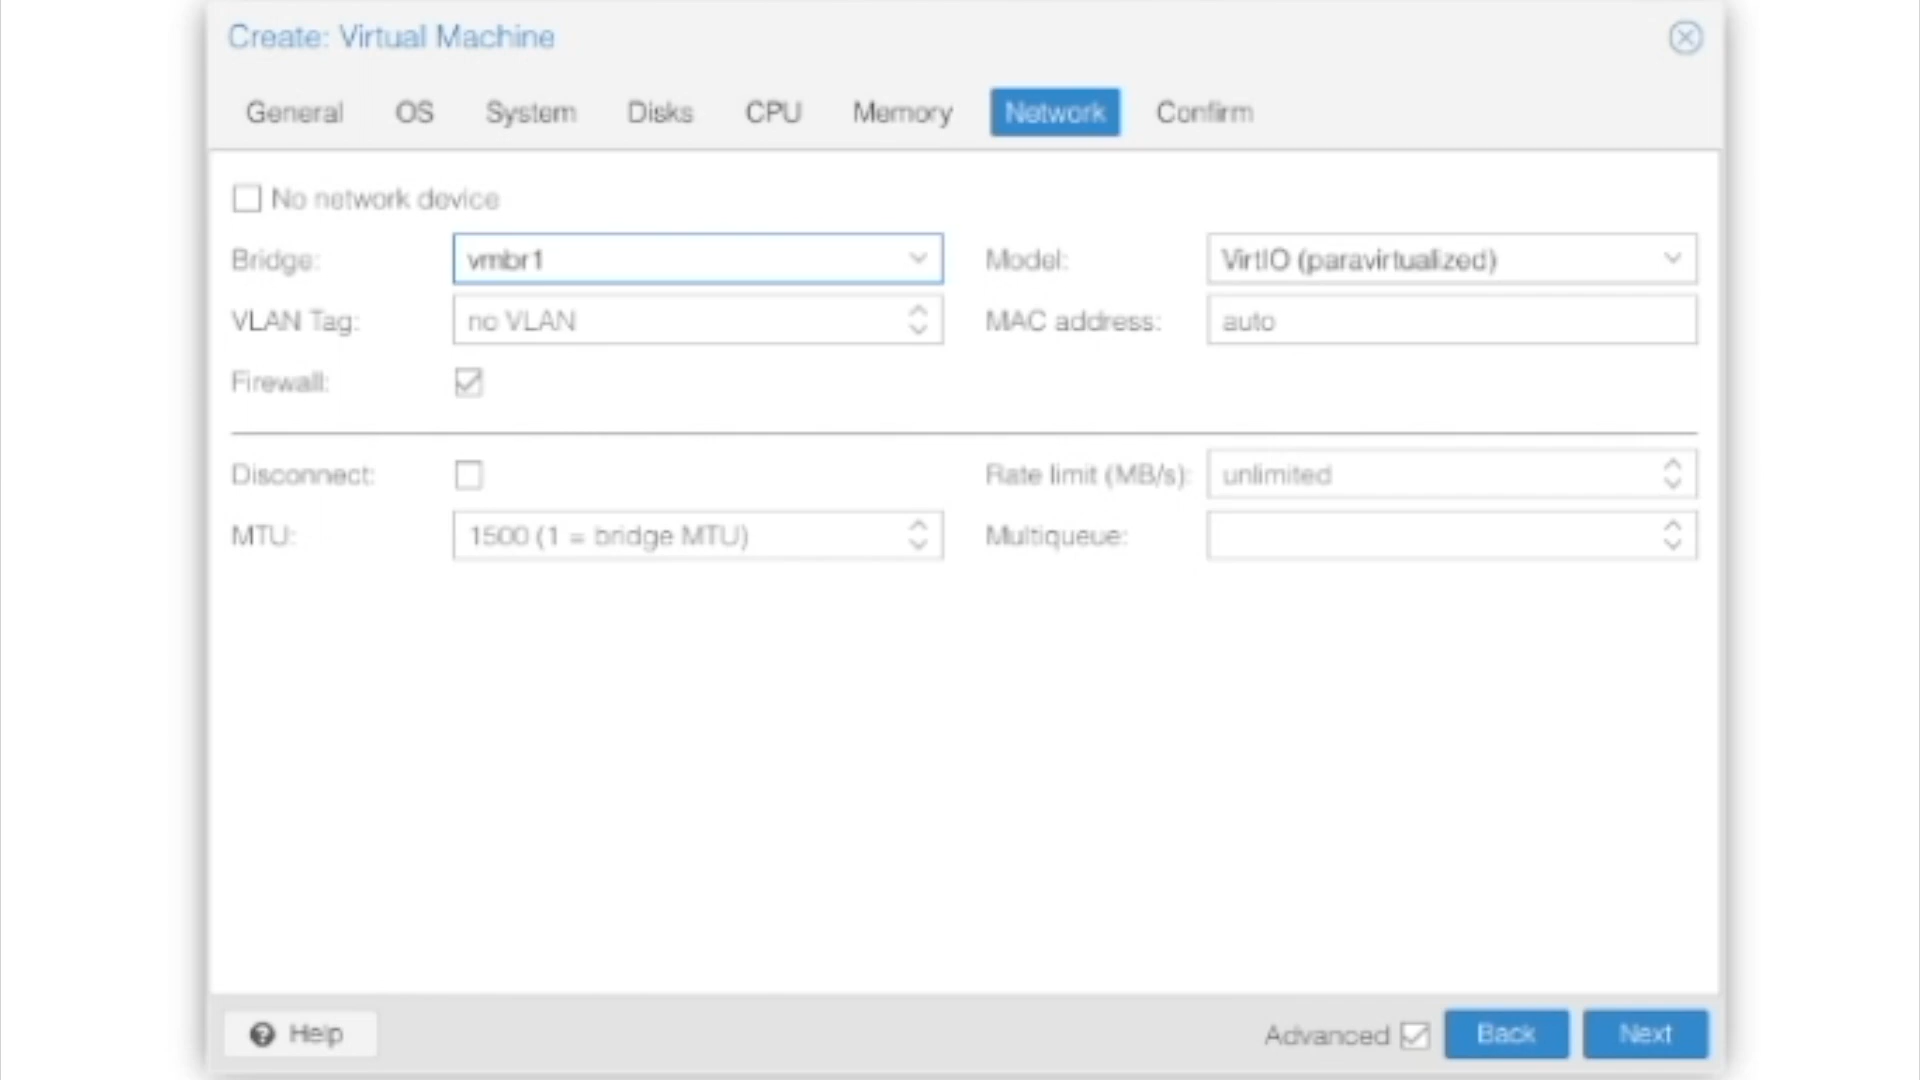 Create: Virtual Machine
General OS System Disks CPU Memory Network Confirm
No network device
Bridge: vmbr1 Model: VirtIO (paravirtualized)
VLAN Tag: no VLAN MAC address: auto
Firewall:
Disconnect: Rate limit (MB/s): unlimited
MTU: 1500 (1 = bridge MTU) Multiqueue:
Help Advanced Back Next